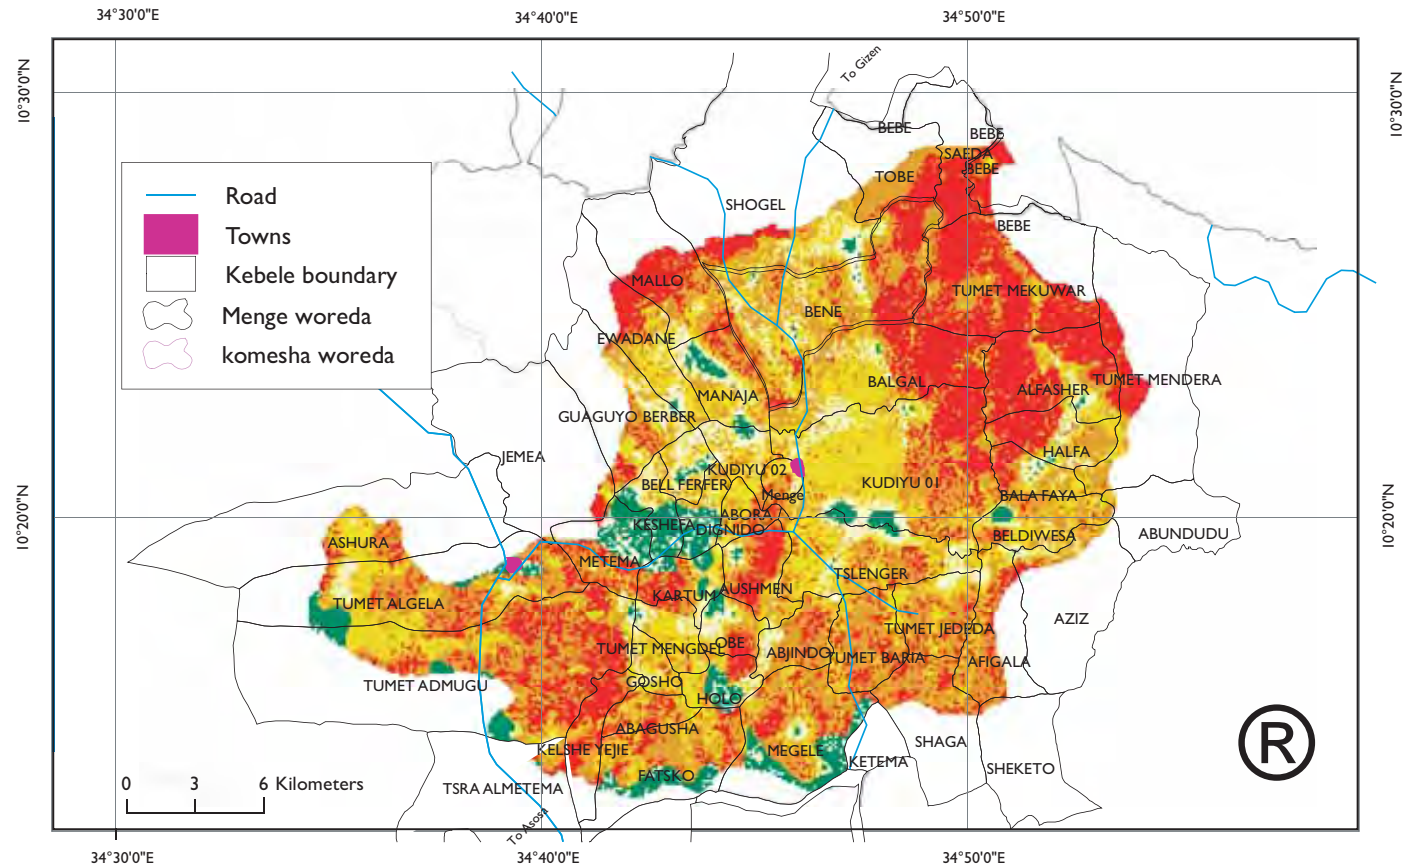 34°30'0"E
34°40'0"E
34°50'0"E
10°30'0"N
10°30'0"N
To Gizen
BEBE
BEBE
SAEDA
BEBE
TOBE
SHOGEL
BEBE
Road
Towns
Kebele boundary
Menge woreda
komesha woreda
MALLO
TUMET MEKUWAR
BENE
EWADANE
BALGAL
TUMET MENDERA
ALFASHER
MANAJA
GUAGUYO BERBER
JEMEA
HALFA
KUDIYU 02
BELL FERFER
KUDIYU 01
Menge
BALA FAYA
10°20'0"N
10°20'0"N
ABORA
KESHEFA
DIGNIDO
BELDIWESA
ABUNDUDU
ASHURA
METEMA
TSLENGER
AUSHMEN
KARTUM
TUMET ALGELA
AZIZ
TUMET JEDEDA
OBE
TUMET MENGDEL
ABJINDO
TUMET BARIA
AFIGALA
TUMET ADMUGU
GOSHO
HOLO
ABAGUSHA
SHAGA
KELSHE YEJIE
MEGELE
KETEMA
SHEKETO
FATSKO
TSRA ALMETEMA
0 3 6 Kilometers
To Asosa
R
34°30'0"E
34°40'0"E
34°50'0"E